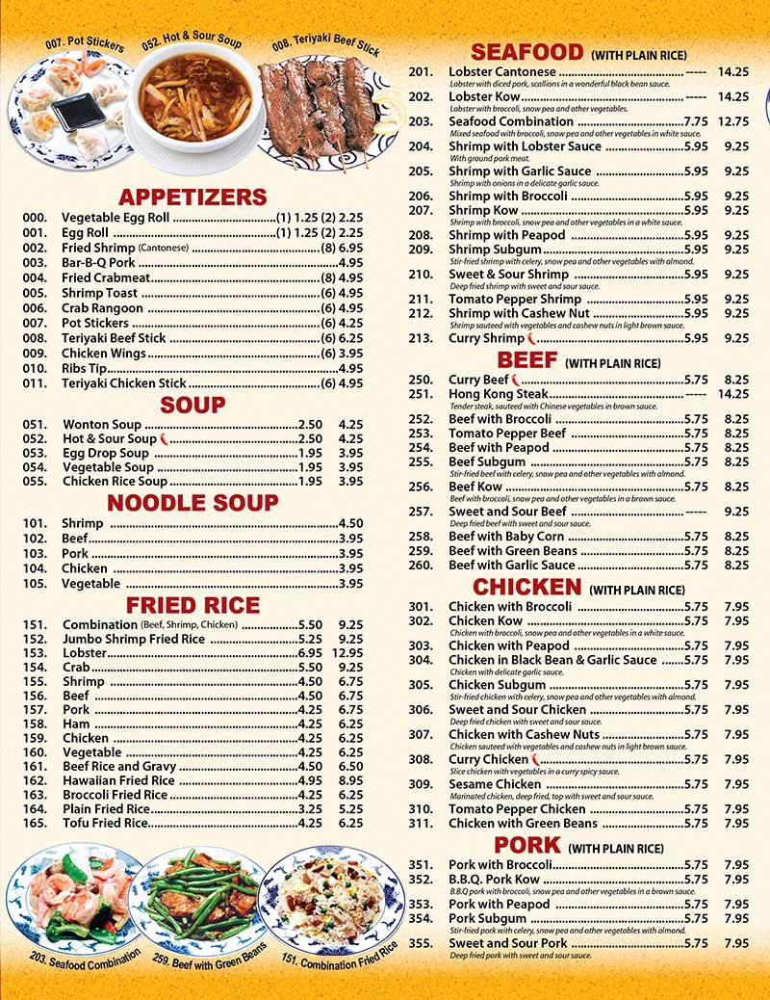 007. Pot Stickers
052. Hot & Sour Soup
008. Teriyaki Beef Stick
APPETIZERS
000. Vegetable Egg Roll ..........(1) 1.25 (2) 2.25
001. Egg Roll ..........(1) 1.25 (2) 2.25
002. Fried Shrimp (Cantonese) ..........(8) 6.95
003. Bar-B-Q Pork ..........4.95
004. Fried Crabmeat ..........(8) 4.95
005. Shrimp Toast ..........(6) 4.95
006. Crab Rangoon ..........(6) 4.95
007. Pot Stickers ..........(6) 4.25
008. Teriyaki Beef Stick ..........(6) 6.25
009. Chicken Wings ..........(6) 3.95
010. Ribs Tip ..........4.95
011. Teriyaki Chicken Stick ..........(6) 4.95
SOUP
051. Wonton Soup ..........2.50 4.25
052. Hot & Sour Soup ..........2.50 4.25
053. Egg Drop Soup ..........1.95 3.95
054. Vegetable Soup ..........1.95 3.95
055. Chicken Rice Soup ..........1.95 3.95
NOODLE SOUP
101. Shrimp ..........4.50
102. Beef ..........3.95
103. Pork ..........3.95
104. Chicken ..........3.95
105. Vegetable ..........3.95
FRIED RICE
151. Combination (Beef, Shrimp, Chicken) ..........5.50 9.25
152. Jumbo Shrimp Fried Rice ..........5.25 9.25
153. Lobster ..........6.95 12.95
154. Crab ..........5.50 9.25
155. Shrimp ..........4.50 6.75
156. Beef ..........4.50 6.75
157. Pork ..........4.25 6.25
158. Ham ..........4.25 6.25
159. Chicken ..........4.25 6.25
160. Vegetable ..........4.25 6.25
161. Beef Rice and Gravy ..........4.50 6.50
162. Hawaiian Fried Rice ..........4.95 8.95
163. Broccoli Fried Rice ..........4.25 6.25
164. Plain Fried Rice ..........3.25 5.25
165. Tofu Fried Rice ..........4.25 6.25
203. Seafood Combination
259. Beef with Green Beans
151. Combination Fried Rice
SEAFOOD (WITH PLAIN RICE)
201. Lobster Cantonese .......... ----- 14.25
Lobster with diced pork, scallions in a wonderful black bean sauce.
202. Lobster Kow .......... ----- 14.25
Lobster with broccoli, snow pea and other vegetables.
203. Seafood Combination ..........7.75 12.75
Mixed seafood with broccoli, snow pea and other vegetables in white sauce.
204. Shrimp with Lobster Sauce ..........5.95 9.25
With ground pork meat.
205. Shrimp with Garlic Sauce ..........5.95 9.25
Shrimp with onions in a delicate garlic sauce.
206. Shrimp with Broccoli ..........5.95 9.25
207. Shrimp Kow ..........5.95 9.25
Shrimp with broccoli, snow pea and other vegetables in a white sauce.
208. Shrimp with Peapod ..........5.95 9.25
209. Shrimp Subgum ..........5.95 9.25
Stir-fried shrimp with celery, snow pea and other vegetables with almond.
210. Sweet & Sour Shrimp ..........5.95 9.25
Deep fried shrimp with sweet and sour sauce.
211. Tomato Pepper Shrimp ..........5.95 9.25
212. Shrimp with Cashew Nut ..........5.95 9.25
Shrimp sauteed with vegetables and cashew nuts in light brown sauce.
213. Curry Shrimp ..........5.95 9.25
BEEF (WITH PLAIN RICE)
250. Curry Beef ..........5.75 8.25
251. Hong Kong Steak .......... ----- 14.25
Tender steak, sauteed with Chinese vegetables in brown sauce.
252. Beef with Broccoli ..........5.75 8.25
253. Tomato Pepper Beef ..........5.75 8.25
254. Beef with Peapod ..........5.75 8.25
255. Beef Subgum ..........5.75 8.25
Stir-fried beef with celery, snow pea and other vegetables with almond.
256. Beef Kow ..........5.75 8.25
Beef with broccoli, snow pea and other vegetables in a brown sauce.
257. Sweet and Sour Beef .......... ----- 9.25
Deep fried beef with sweet and sour sauce.
258. Beef with Baby Corn ..........5.75 8.25
259. Beef with Green Beans ..........5.75 8.25
260. Beef with Garlic Sauce ..........5.75 8.25
CHICKEN (WITH PLAIN RICE)
301. Chicken with Broccoli ..........5.75 7.95
302. Chicken Kow ..........5.75 7.95
Chicken with broccoli, snow pea and other vegetables in a white sauce.
303. Chicken with Peapod ..........5.75 7.95
304. Chicken in Black Bean & Garlic Sauce .......5.75 7.95
Chicken with delicate garlic sauce.
305. Chicken Subgum ..........5.75 7.95
Stir-fried chicken with celery, snow pea and other vegetables with almond.
306. Sweet and Sour Chicken ..........5.75 7.95
Deep fried chicken with sweet and sour sauce.
307. Chicken with Cashew Nuts ..........5.75 7.95
Chicken sauteed with vegetables and cashew nuts in light brown sauce.
308. Curry Chicken ..........5.75 7.95
Slice chicken with vegetables in a curry spicy sauce.
309. Sesame Chicken ..........5.75 7.95
Marinated chicken, deep fried, top with sweet and sour sauce.
310. Tomato Pepper Chicken ..........5.75 7.95
311. Chicken with Green Beans ..........5.75 7.95
PORK (WITH PLAIN RICE)
351. Pork with Broccoli ..........5.75 7.95
352. B.B.Q. Pork Kow ..........5.75 7.95
B.B.Q pork with broccoli, snow pea and other vegetables in a brown sauce.
353. Pork with Peapod ..........5.75 7.95
354. Pork Subgum ..........5.75 7.95
Stir-fried pork with celery, snow pea and other vegetables with almond.
355. Sweet and Sour Pork ..........5.75 7.95
Deep fried pork with sweet and sour sauce.